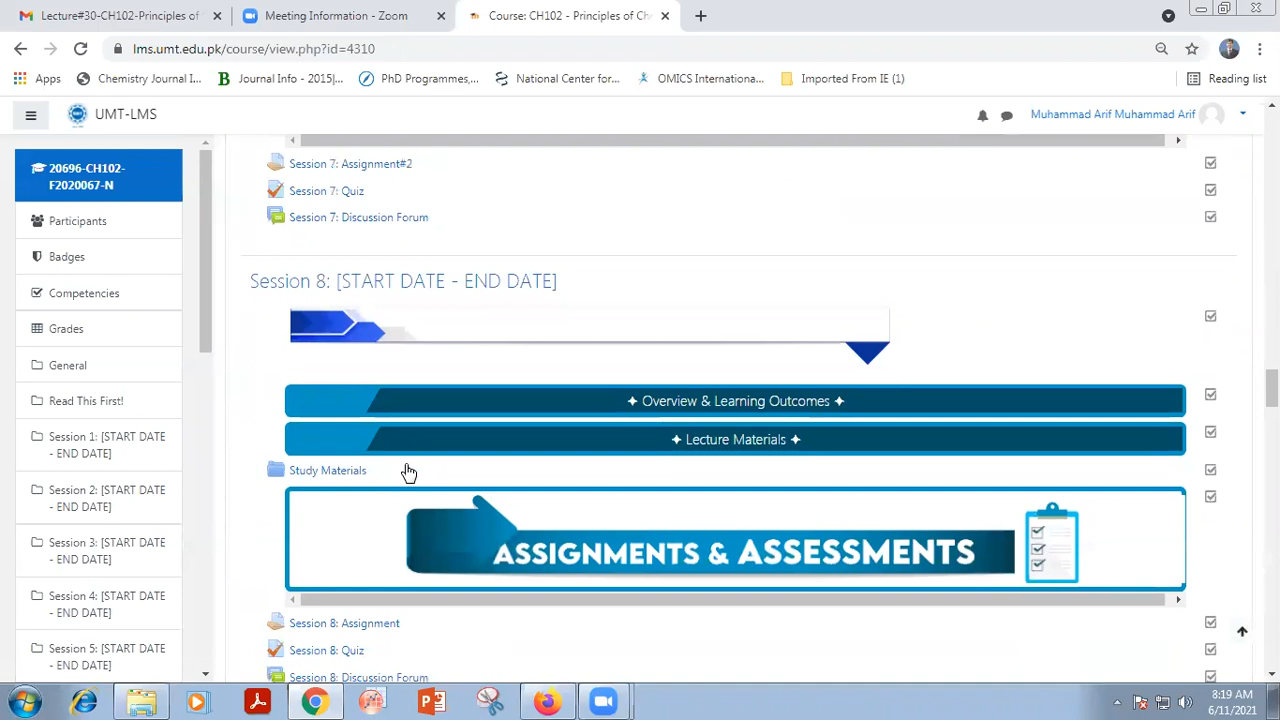 Lecture#30-CH102-Principles of
Meeting Information - Zoom
Course: CH102 - Principles of Ch
lms.umt.edu.pk/course/view.php?id=4310
Apps
Chemistry Journal I...
Journal Info - 2015|...
PhD Programmes,...
National Center for...
OMICS Internationa...
Imported From IE (1)
Reading list
UMT-LMS
Muhammad Arif Muhammad Arif
20696-CH102-
F2020067-N
Participants
Badges
Competencies
Grades
General
Read This First!
Session 1: [START DATE
- END DATE]
Session 2: [START DATE
- END DATE]
Session 3: [START DATE
- END DATE]
Session 4: [START DATE
- END DATE]
Session 5: [START DATE
- END DATE]
Session 7: Assignment#2
Session 7: Quiz
Session 7: Discussion Forum
Session 8: [START DATE - END DATE]
✦ Overview & Learning Outcomes ✦
✦ Lecture Materials ✦
Study Materials
ASSIGNMENTS & ASSESSMENTS
Session 8: Assignment
Session 8: Quiz
Session 8: Discussion Forum
8:19 AM
6/11/2021